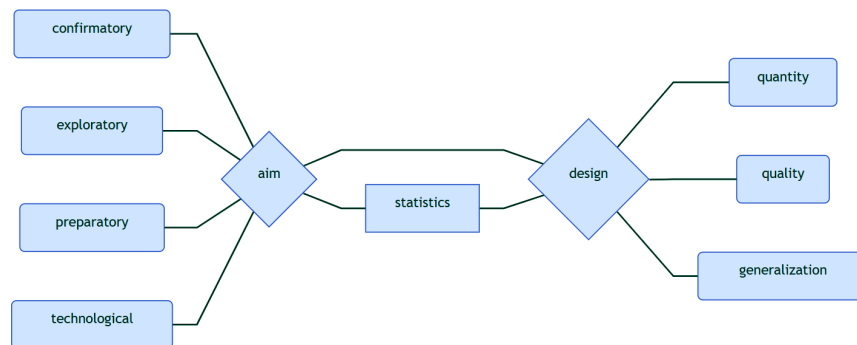 confirmatory
exploratory
preparatory
technological
aim
statistics
design
quantity
quality
generalization